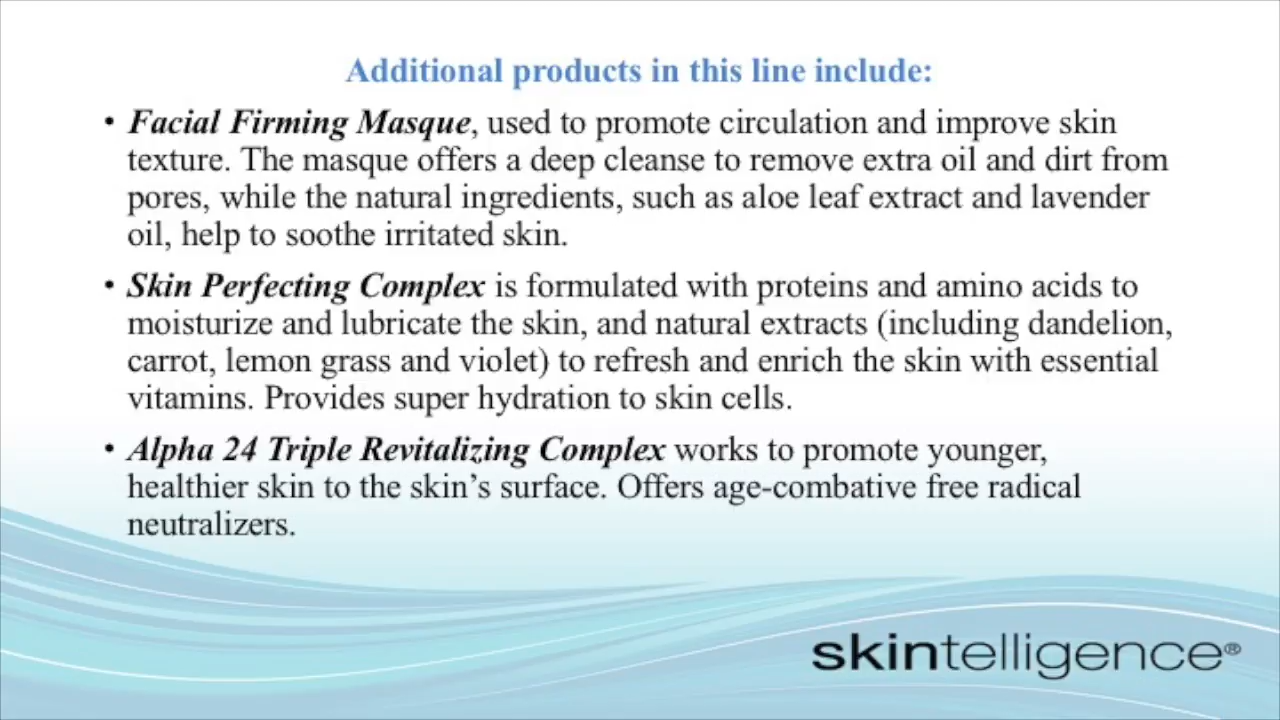 Additional products in this line include:
• Facial Firming Masque, used to promote circulation and improve skin
texture. The masque offers a deep cleanse to remove extra oil and dirt from
pores, while the natural ingredients, such as aloe leaf extract and lavender
oil, help to soothe irritated skin.
• Skin Perfecting Complex is formulated with proteins and amino acids to
moisturize and lubricate the skin, and natural extracts (including dandelion,
carrot, lemon grass and violet) to refresh and enrich the skin with essential
vitamins. Provides super hydration to skin cells.
• Alpha 24 Triple Revitalizing Complex works to promote younger,
healthier skin to the skin’s surface. Offers age-combative free radical
neutralizers.
skintelligence®